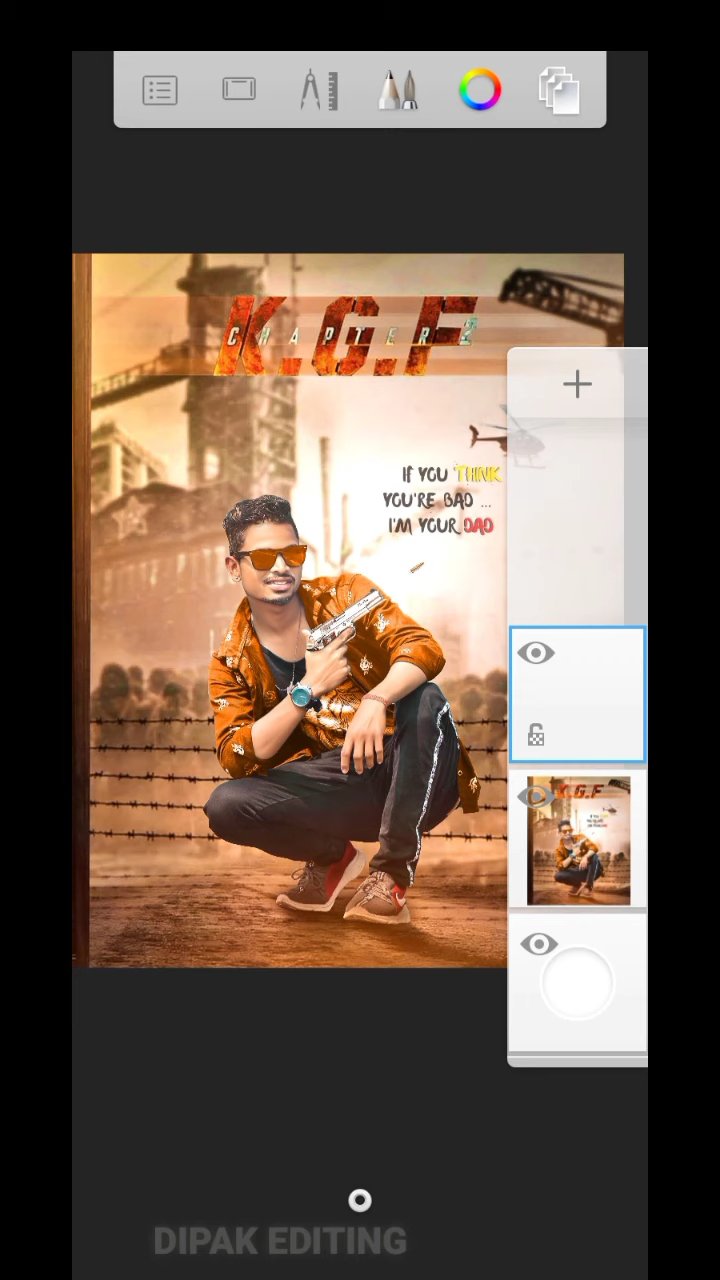 K.G.F
CHAPTER 2
If YOU THINK
YOU'RE BAD ...
I'M YOUR DAD
K.G.F
DIPAK EDITING